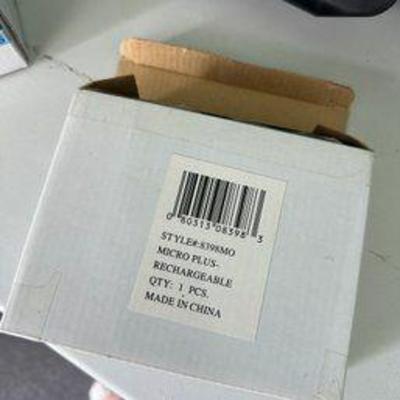 0 80313 08398 3
STYLE#:8398MO
MICRO PLUS-
RECHARGEABLE
QTY: 1 PCS.
MADE IN CHINA